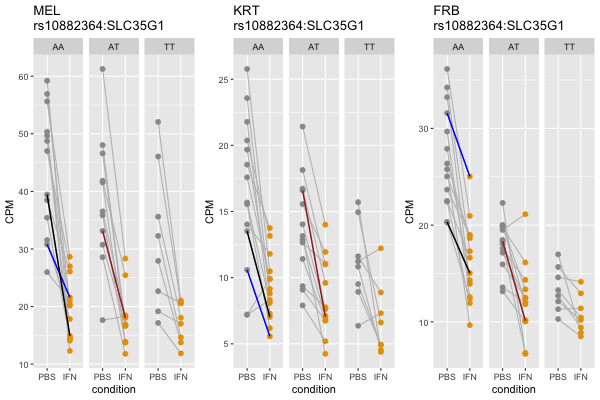 MEL
rs10882364:SLC35G1
AA AT TT
CPM
60
50
40
30
20
10
PBS IFN PBS IFN PBS IFN
condition
KRT
rs10882364:SLC35G1
AA AT TT
CPM
25
20
15
10
5
PBS IFN PBS IFN PBS IFN
condition
FRB
rs10882364:SLC35G1
AA AT TT
CPM
30
20
10
PBS IFN PBS IFN PBS IFN
condition